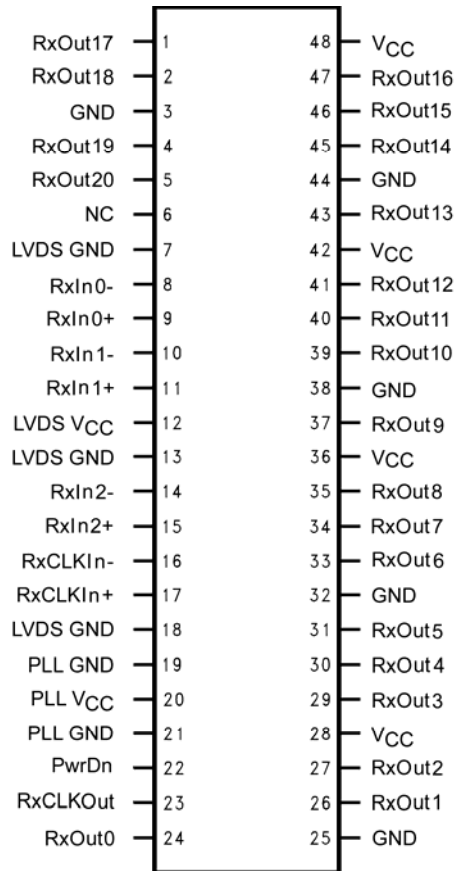 RxOut17 1 48 VCC
RxOut18 2 47 RxOut16
GND 3 46 RxOut15
RxOut19 4 45 RxOut14
RxOut20 5 44 GND
NC 6 43 RxOut13
LVDS GND 7 42 VCC
RxIn0- 8 41 RxOut12
RxIn0+ 9 40 RxOut11
RxIn1- 10 39 RxOut10
RxIn1+ 11 38 GND
LVDS VCC 12 37 RxOut9
LVDS GND 13 36 VCC
RxIn2- 14 35 RxOut8
RxIn2+ 15 34 RxOut7
RxCLKIn- 16 33 RxOut6
RxCLKIn+ 17 32 GND
LVDS GND 18 31 RxOut5
PLL GND 19 30 RxOut4
PLL VCC 20 29 RxOut3
PLL GND 21 28 VCC
PwrDn 22 27 RxOut2
RxCLKOut 23 26 RxOut1
RxOut0 24 25 GND